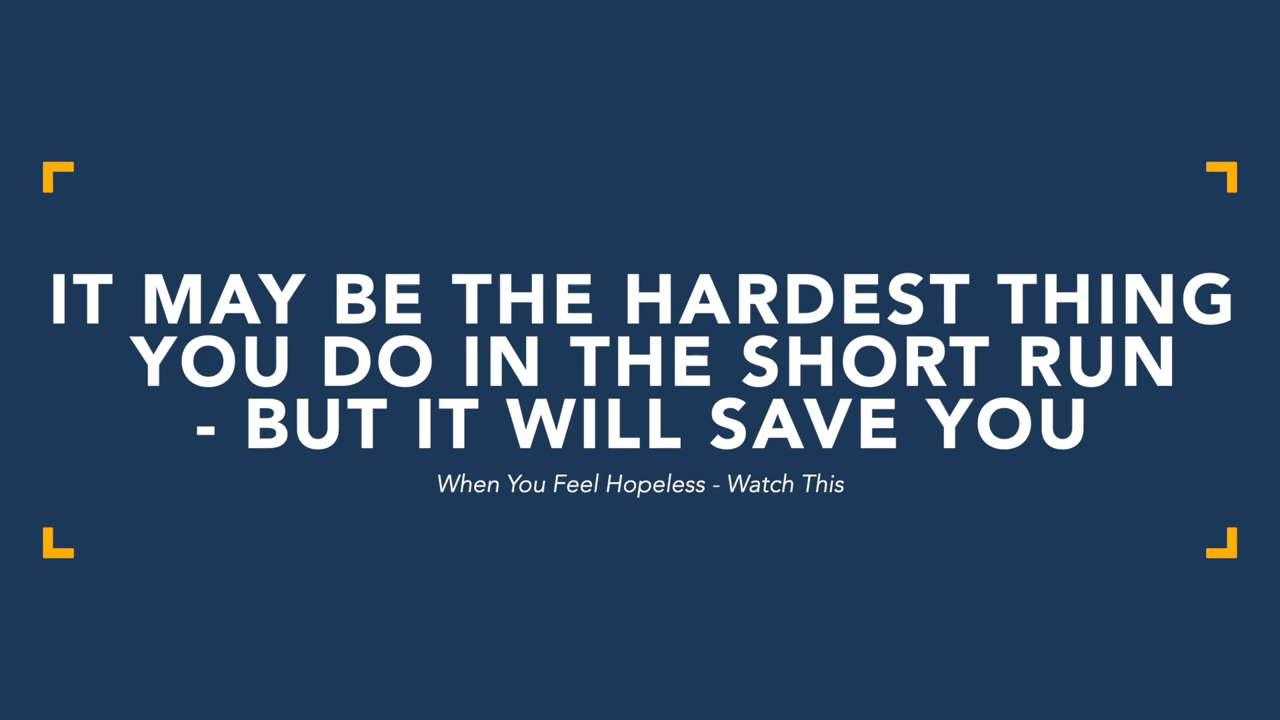 IT MAY BE THE HARDEST THING
YOU DO IN THE SHORT RUN
- BUT IT WILL SAVE YOU
When You Feel Hopeless - Watch This